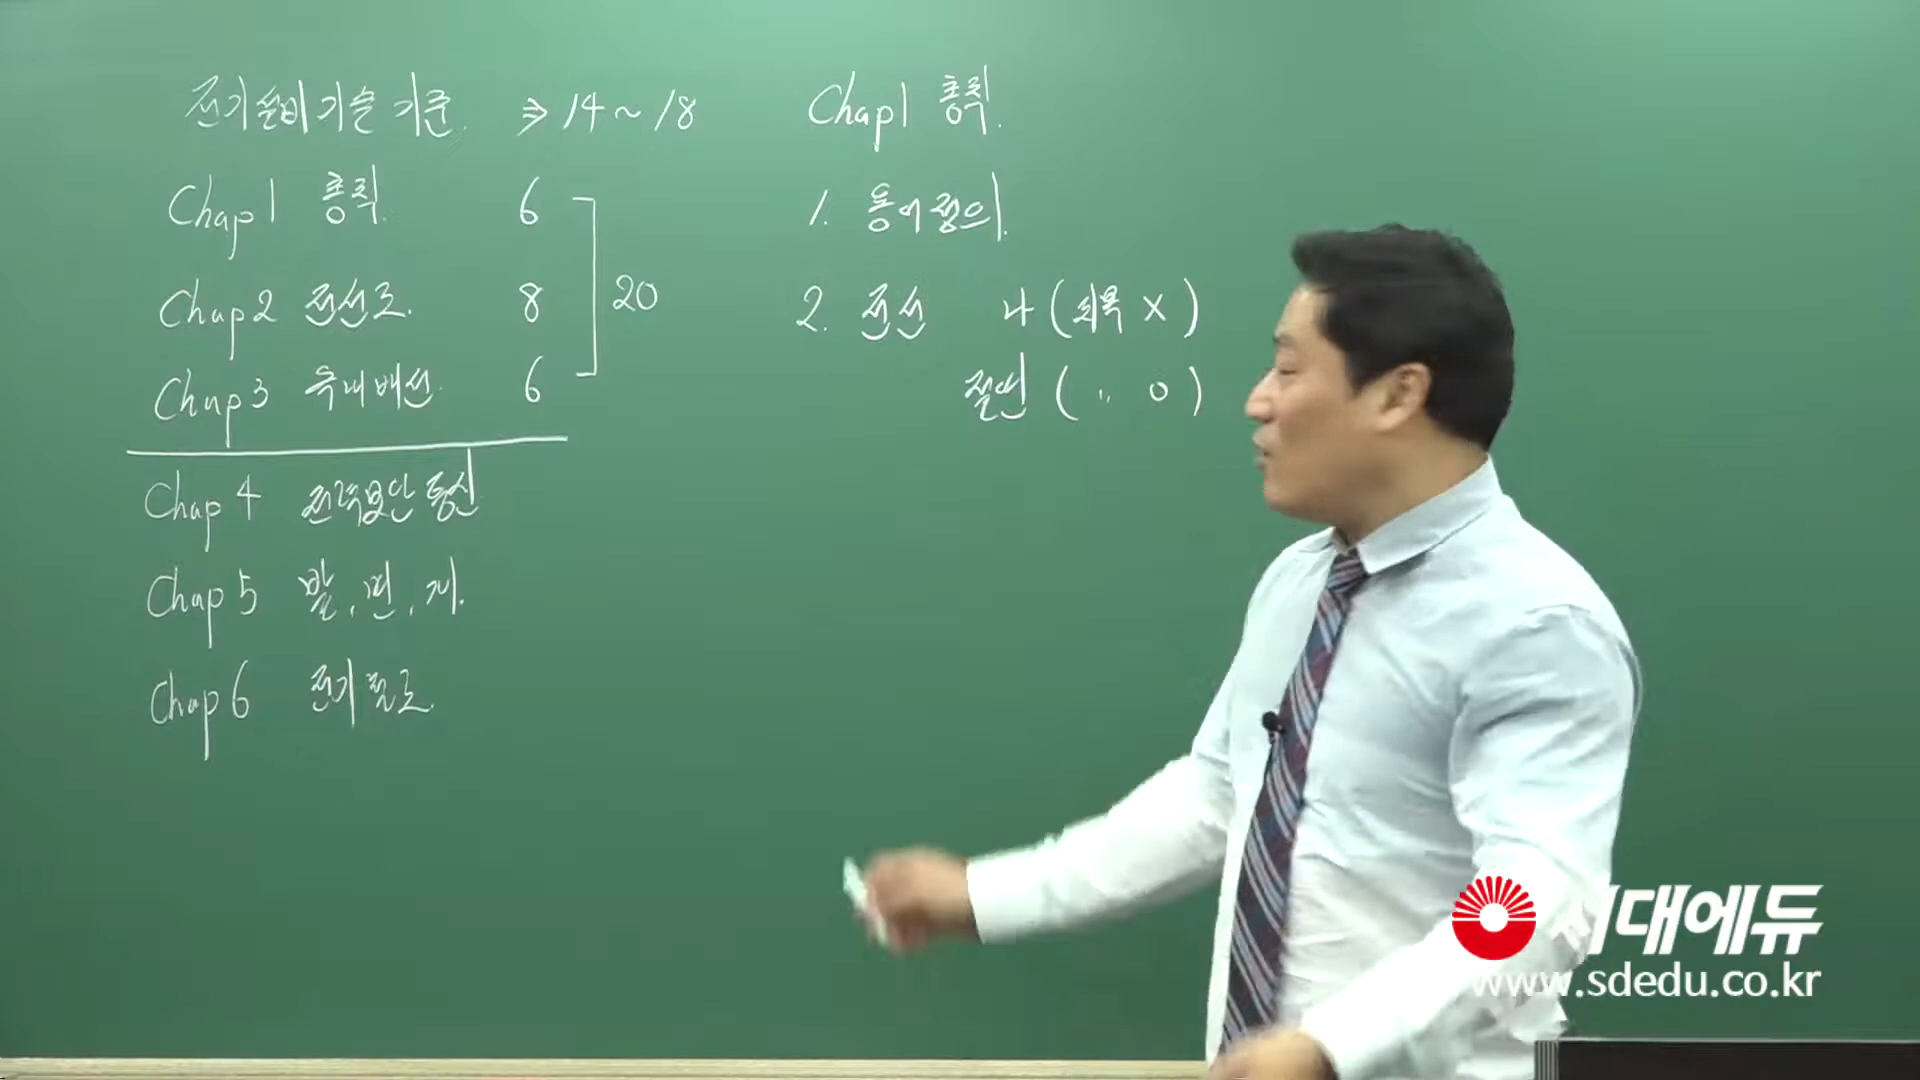 전기설비기술기준. ⇒ 14 ~ 18
Chap 1 총칙. 6
Chap 2 전선로. 8
Chap 3 옥내배선. 6
20
Chap 4 전력보안통신
Chap 5 발, 변, 개.
Chap 6 전기철도.
Chap 1 총칙.
1. 용어정의.
2. 전선 나 (피복 X)
절연 ( 〃 O )
시대에듀
www.sdedu.co.kr